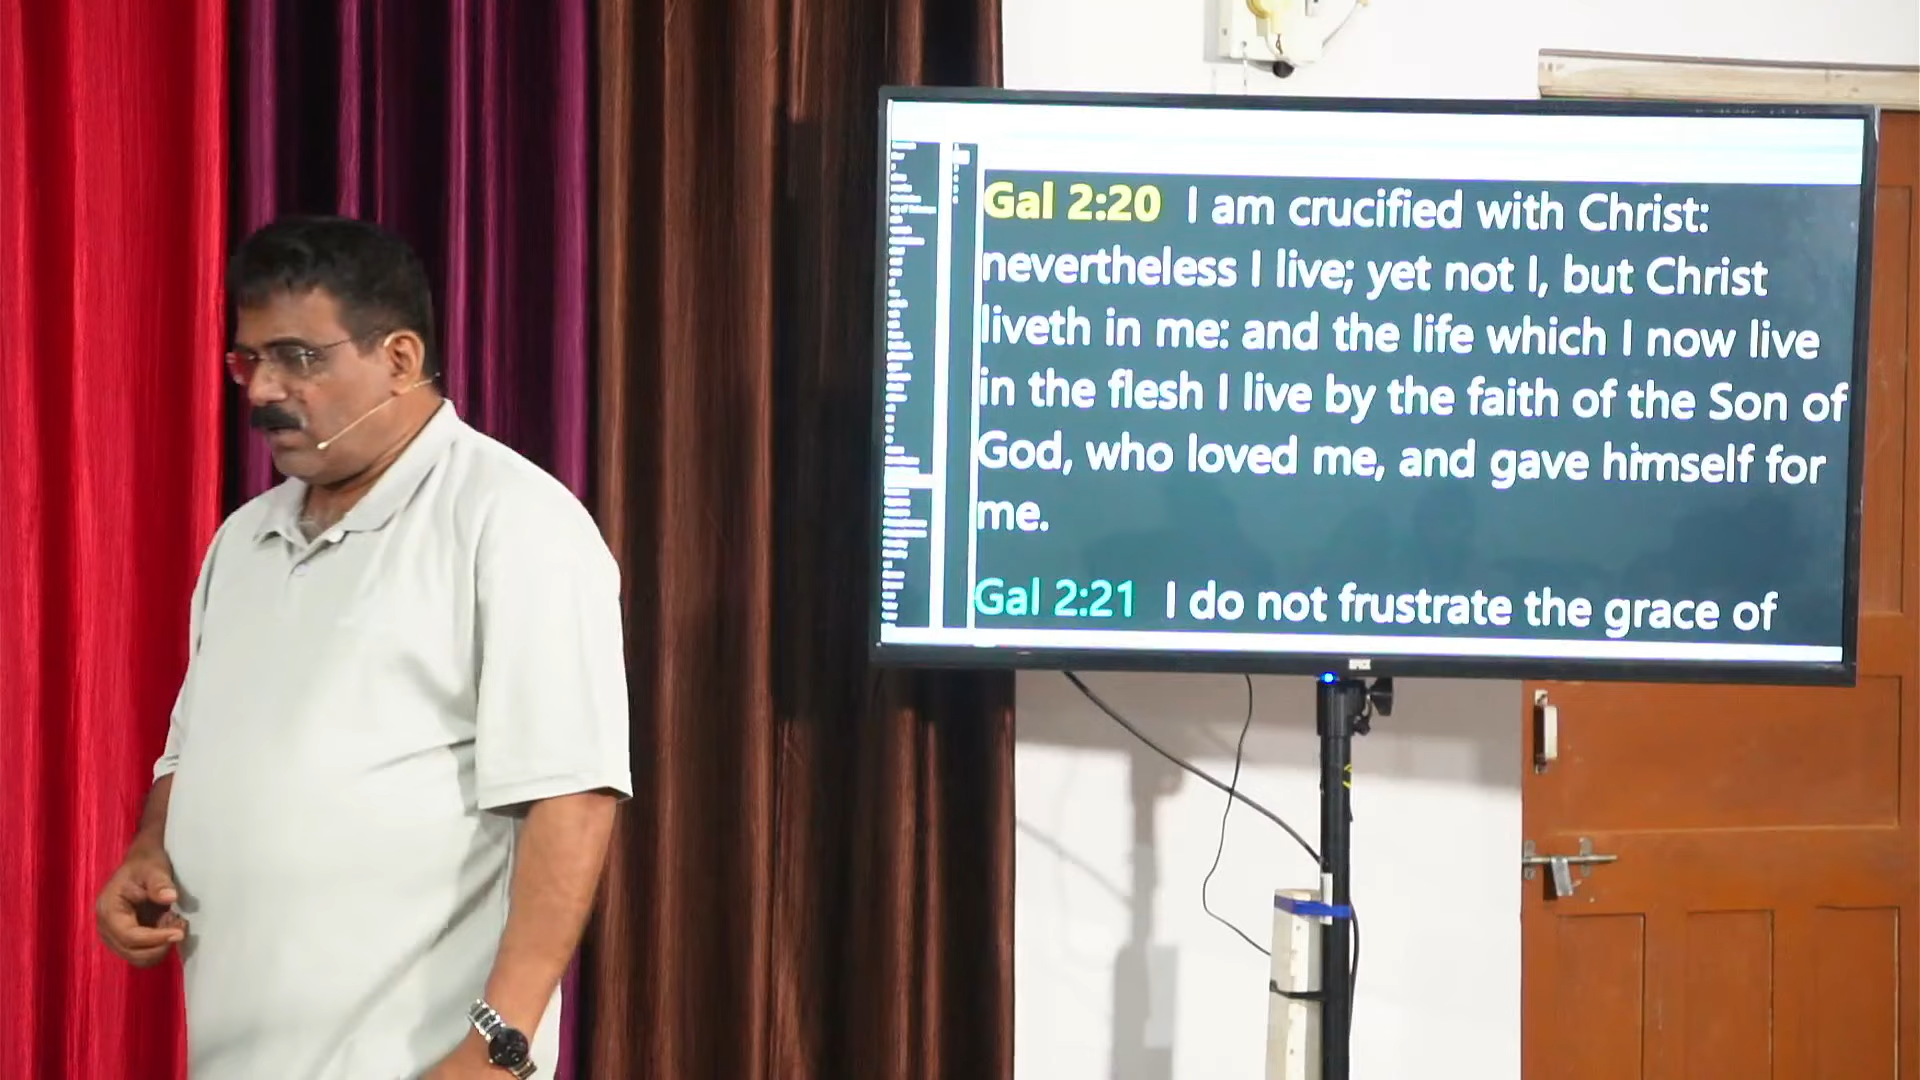 Gal 2:20 I am crucified with Christ:
nevertheless I live; yet not I, but Christ
liveth in me: and the life which I now live
in the flesh I live by the faith of the Son of
God, who loved me, and gave himself for
me.
Gal 2:21 I do not frustrate the grace of